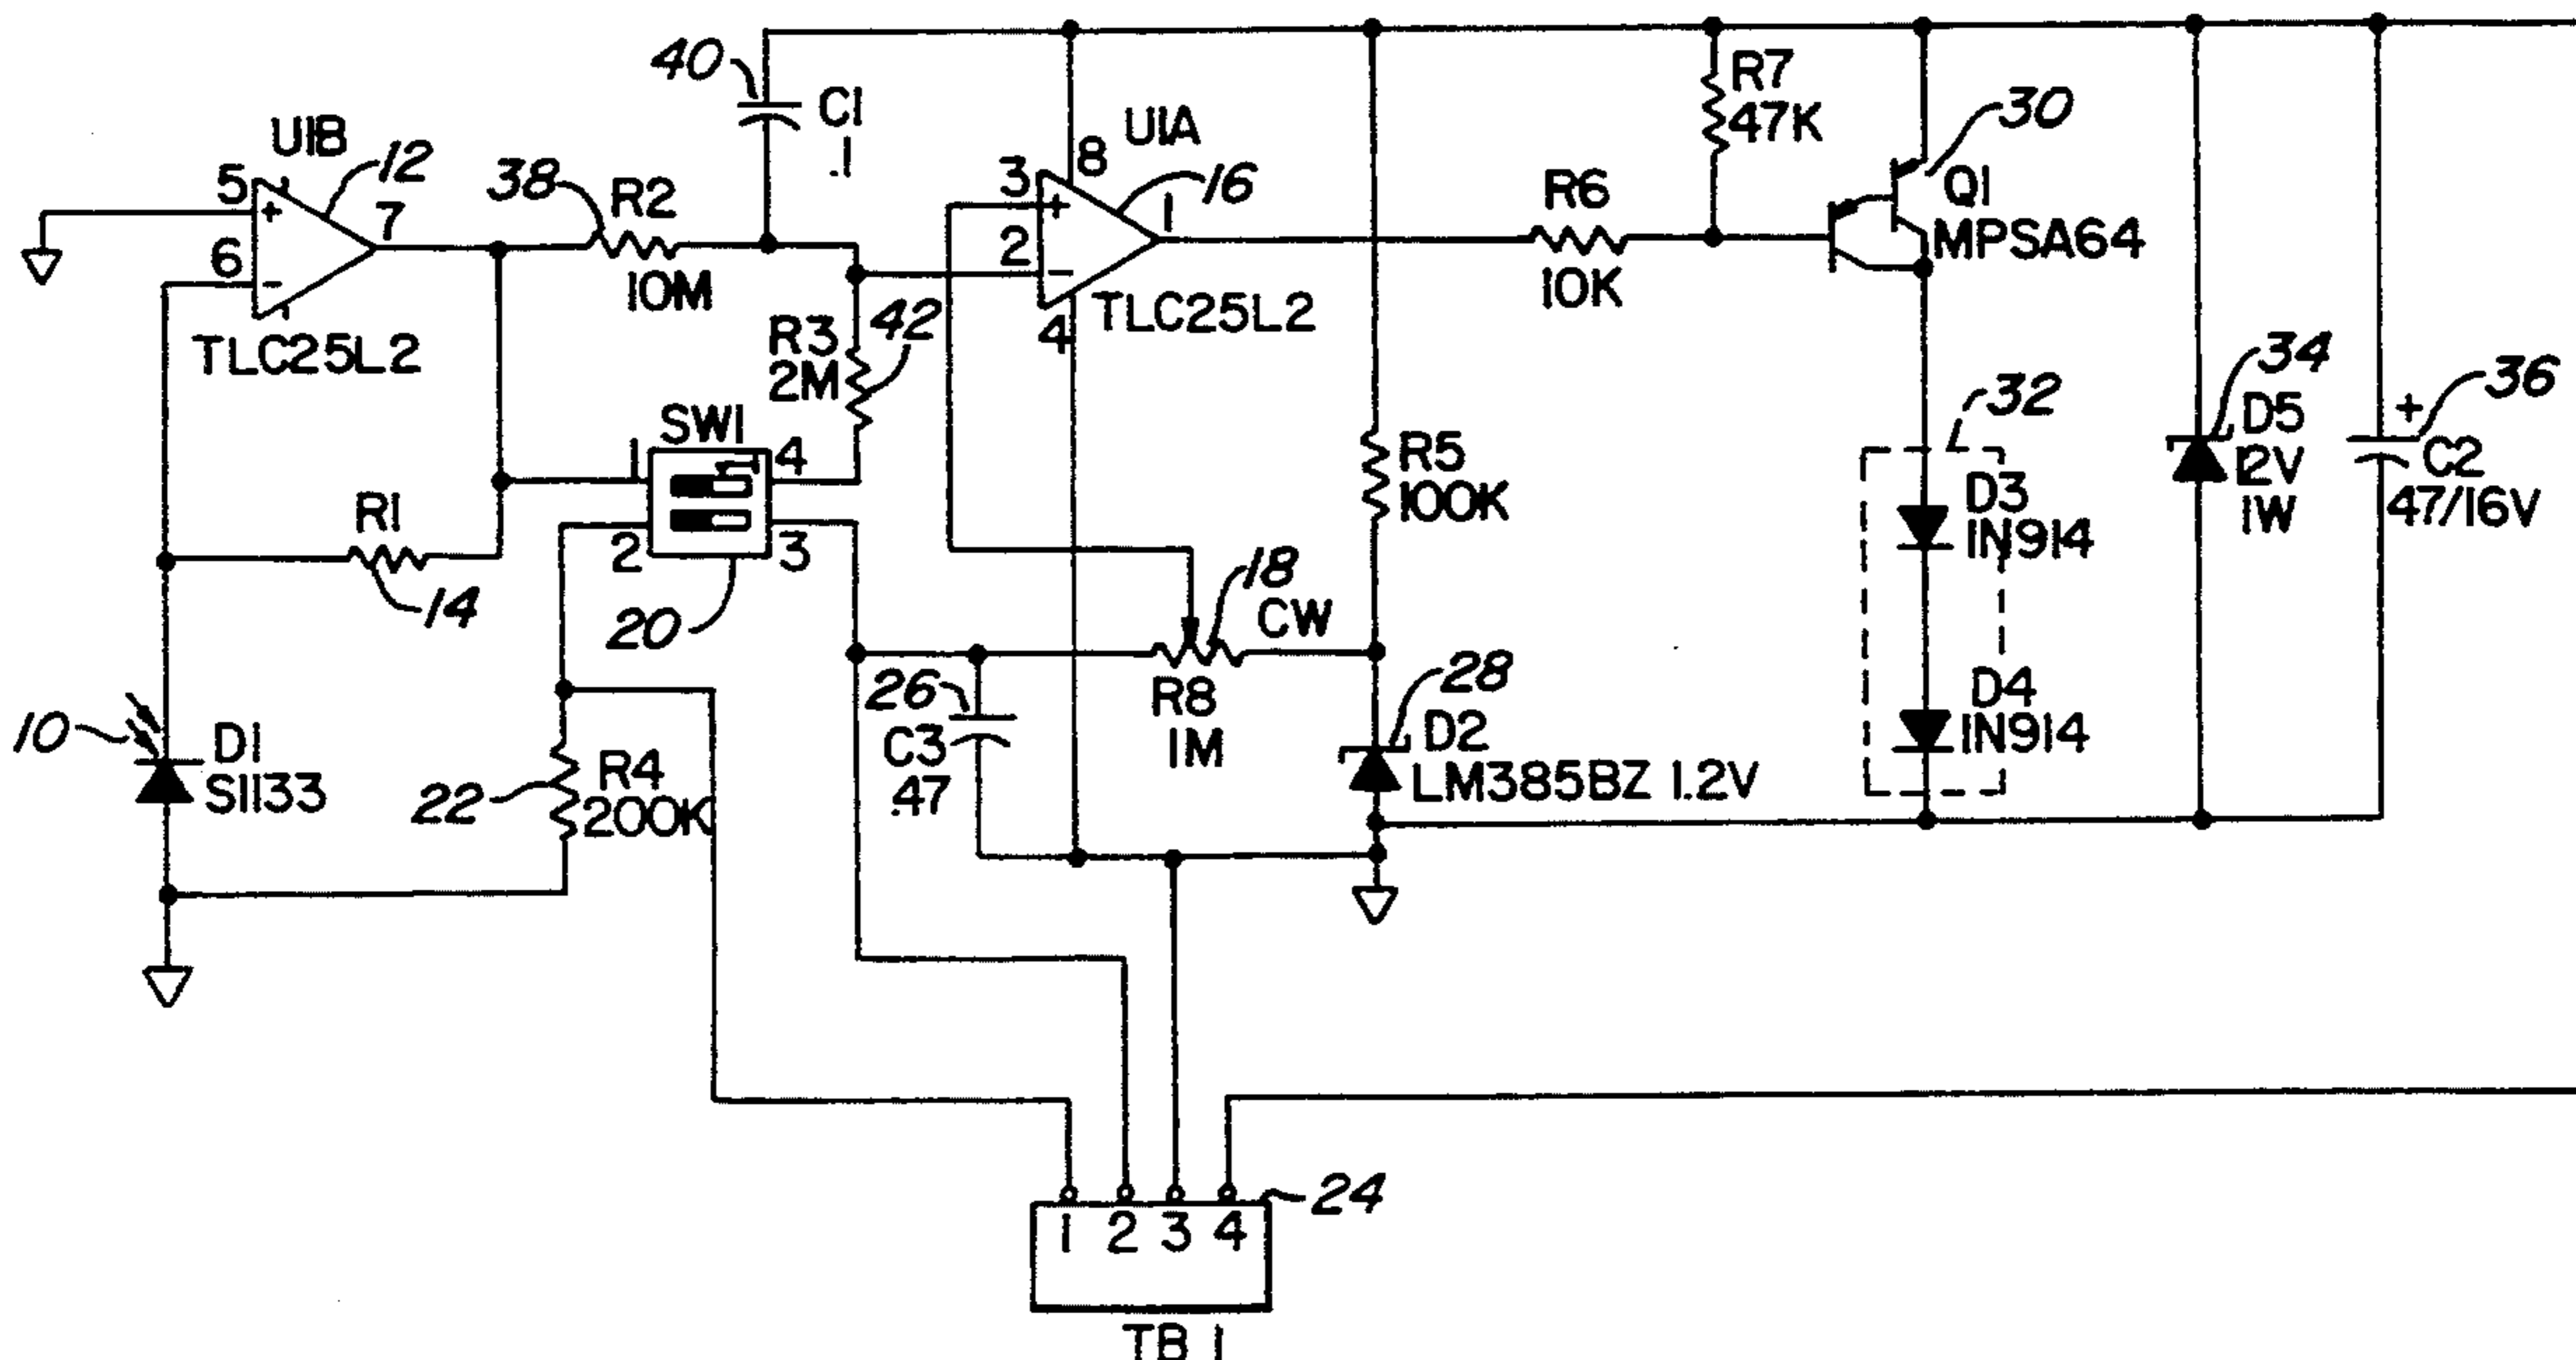 40
C1
.1
U1B
12
5
+
6
-
7
TLC25L2
38
R2
10M
R3
2M
42
U1A
3
8
+
2
-
4
1
16
TLC25L2
R6
10K
R7
47K
30
Q1
MPSA64
32
D3
1N914
D4
1N914
34
D5
12V
1W
36
+
C2
47/16V
SW1
1
4
2
3
20
R1
14
R5
100K
18
CW
R8
1M
26
C3
.47
28
D2
LM385BZ 1.2V
10
D1
S1133
22
R4
200K
24
1 2 3 4
TB 1